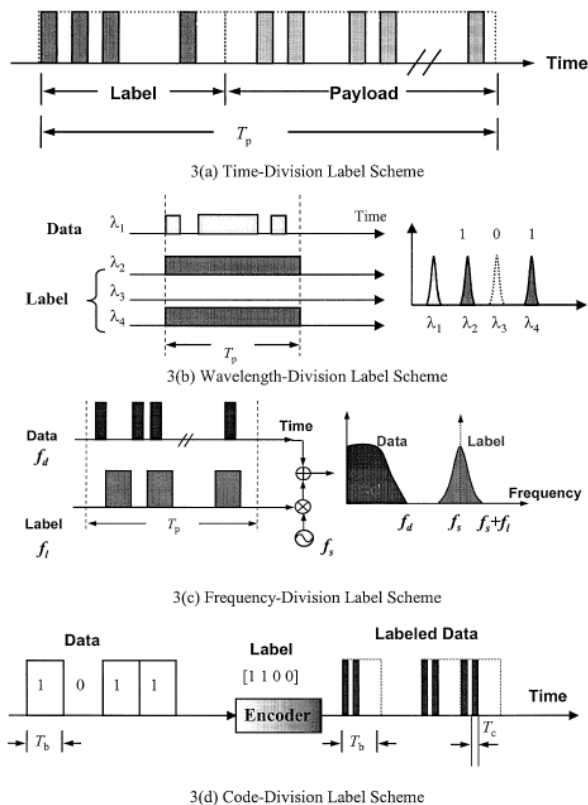 Time
Label
Payload
Tp
3(a) Time-Division Label Scheme
Data
λ1
Time
Label
λ2
λ3
λ4
Tp
1 0 1
λ1 λ2 λ3 λ4
3(b) Wavelength-Division Label Scheme
Data
fd
Time
Label
fl
Tp
fs
Data
Label
Frequency
fd fs fs+fl
3(c) Frequency-Division Label Scheme
Data
1 0 1 1
Tb
Label
[1 1 0 0]
Encoder
Labeled Data
Time
Tb
Tc
3(d) Code-Division Label Scheme